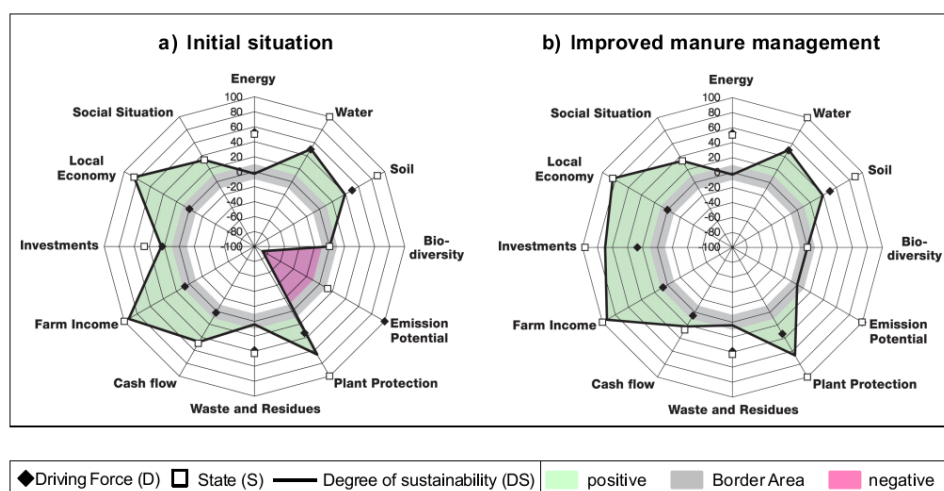 a) Initial situation
Energy
Water
Soil
Bio-
diversity
Emission
Potential
Plant Protection
Waste and Residues
Cash flow
Farm Income
Investments
Local
Economy
Social Situation
100
80
60
40
20
0
-20
-40
-60
-80
-100
b) Improved manure management
Energy
Water
Soil
Bio-
diversity
Emission
Potential
Plant Protection
Waste and Residues
Cash flow
Farm Income
Investments
Local
Economy
Social Situation
100
80
60
40
20
0
-20
-40
-60
-80
-100
Driving Force (D)
State (S)
Degree of sustainability (DS)
positive
Border Area
negative